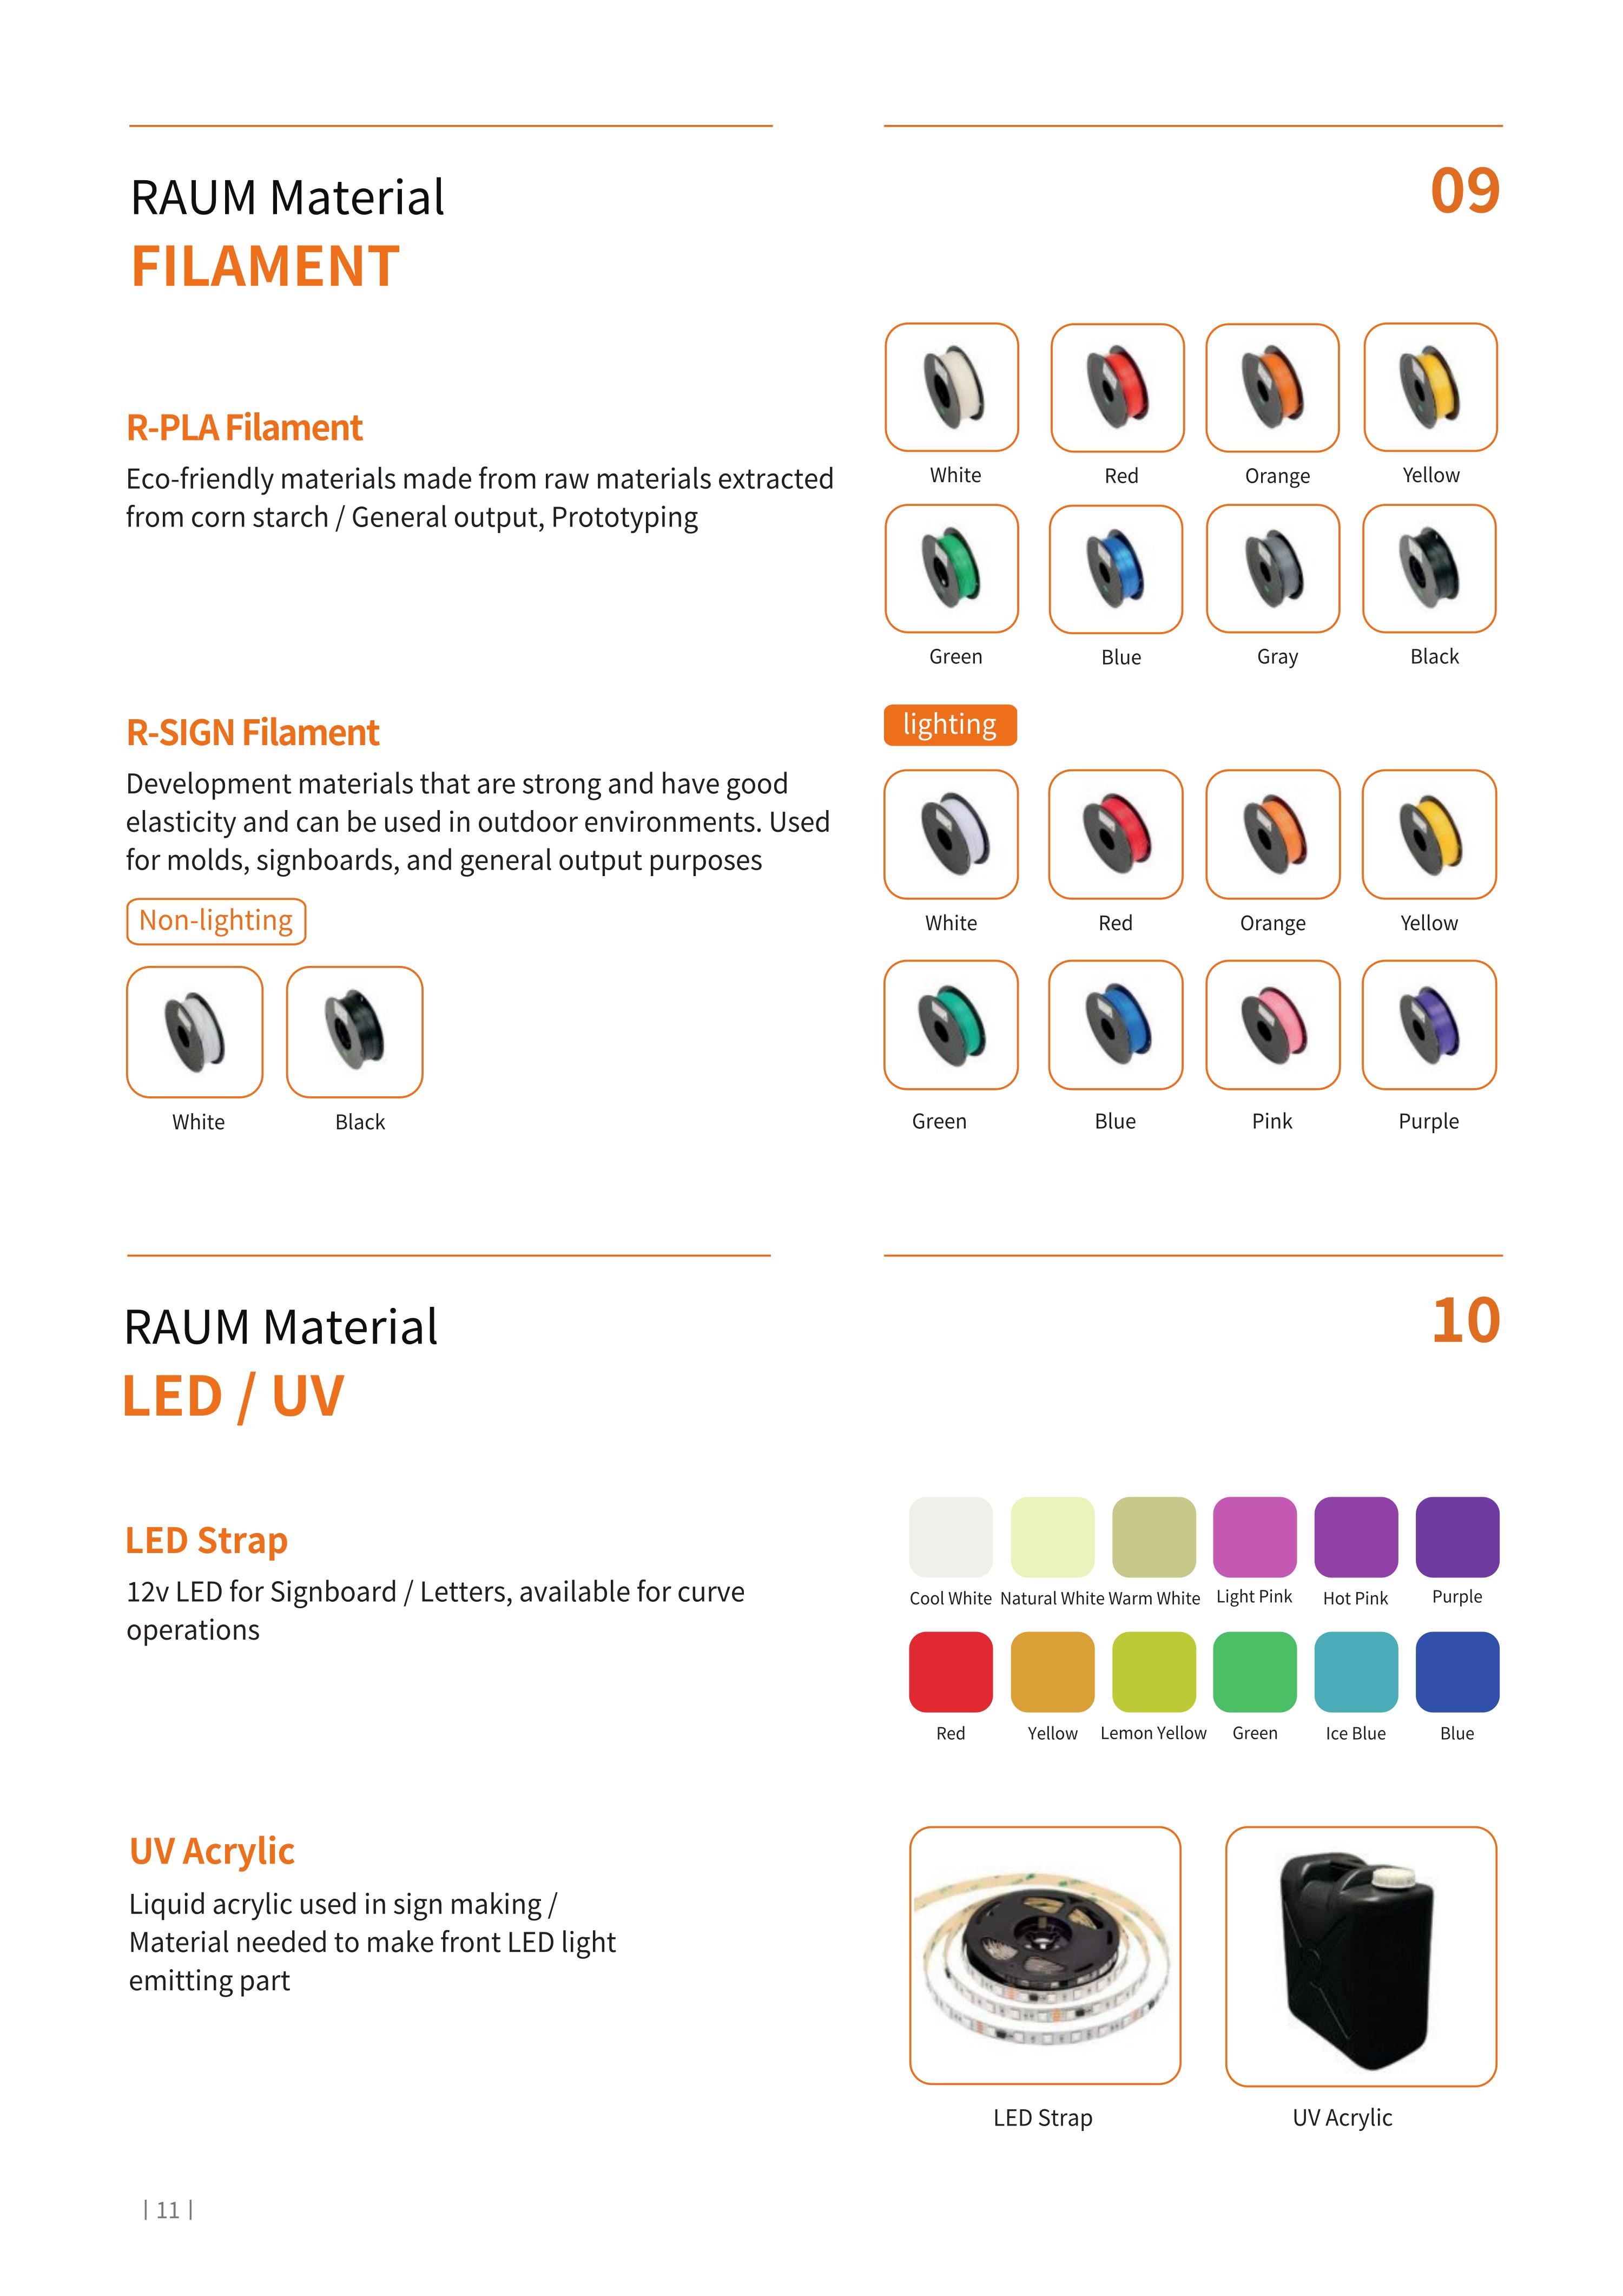 RAUM Material
09
FILAMENT
R-PLA Filament
Eco-friendly materials made from raw materials extracted
from corn starch / General output, Prototyping
White
Red
Orange
Yellow
Green
Blue
Gray
Black
R-SIGN Filament
Development materials that are strong and have good
elasticity and can be used in outdoor environments. Used
for molds, signboards, and general output purposes
Non-lighting
White
Black
lighting
White
Red
Orange
Yellow
Green
Blue
Pink
Purple
RAUM Material
10
LED / UV
LED Strap
12v LED for Signboard / Letters, available for curve
operations
Cool White
Natural White
Warm White
Light Pink
Hot Pink
Purple
Red
Yellow
Lemon Yellow
Green
Ice Blue
Blue
UV Acrylic
Liquid acrylic used in sign making /
Material needed to make front LED light
emitting part
LED Strap
UV Acrylic
| 11 |